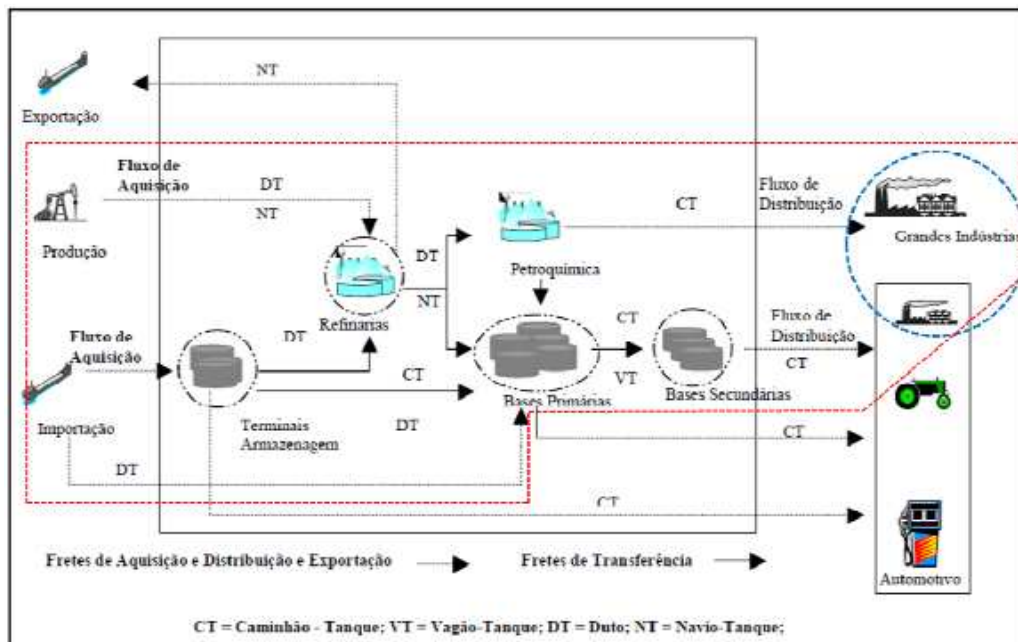 NT
Exportação
Fluxo de
Aquisição
DT
NT
Produção
Refinarias
DT
NT
CT
Fluxo de
Distribuição
Grandes Indústrias
Petroquímica
Fluxo de
Aquisição
Importação
Terminais
Armazenagem
DT
CT
DT
Bases Primárias
CT
VT
Bases Secundárias
Fluxo de
Distribuição
CT
CT
DT
CT
Automotivo
Fretes de Aquisição e Distribuição e Exportação
Fretes de Transferência
CT = Caminhão - Tanque; VT = Vagão-Tanque; DT = Duto; NT = Navio-Tanque;